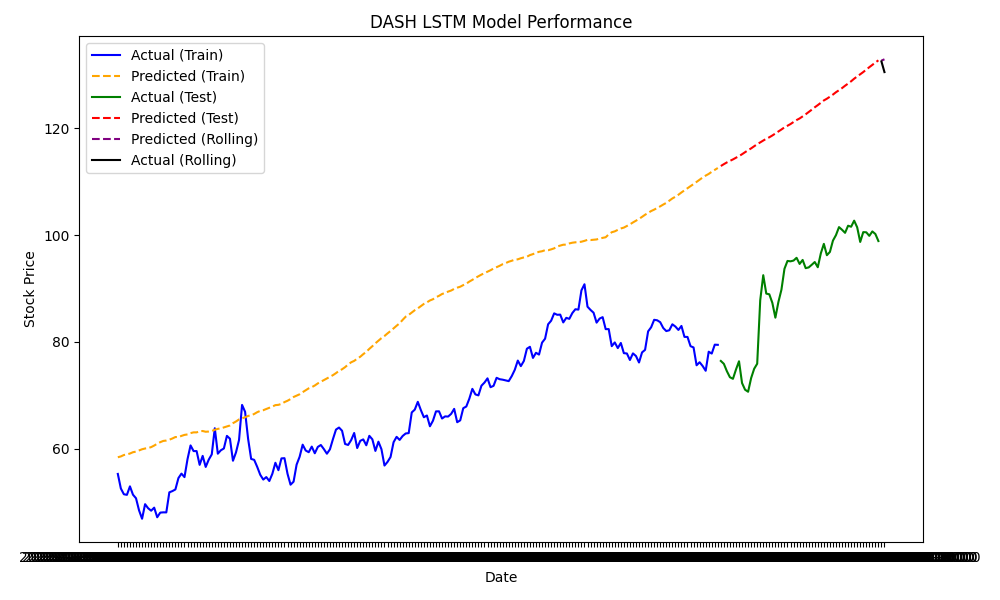 DASH LSTM Model Performance
Actual (Train)
Predicted (Train)
Actual (Test)
Predicted (Test)
Predicted (Rolling)
Actual (Rolling)
Stock Price
120
100
80
60
Date